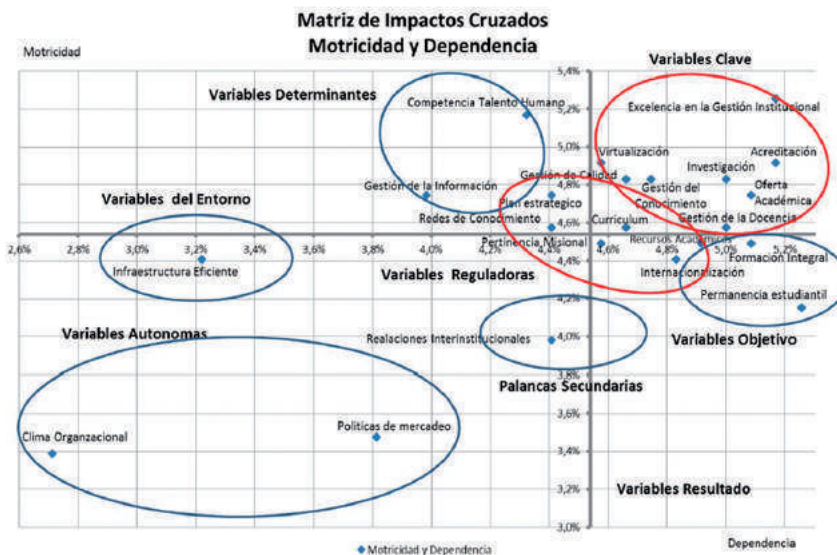 Matriz de Impactos Cruzados
Motricidad y Dependencia
Motricidad
Variables Clave
5,4%
Variables Determinantes
Competencia Talento Humano
5,2%
Excelencia en la Gestión Institucional
5,0%
Virtualización
Acreditación
Investigación
Gestión de Calidad
Gestión de la Información
4,8%
Gestión del
Conocimiento
Oferta
Académica
Variables del Entorno
Plan estrategico
Redes de Conocimiento
4,6%
Curriculum
Gestión de la Docencia
2,6% 2,8% 3,0% 3,2% 3,4% 3,6% 3,8% 4,0% 4,2% 4,4% 4,6% 4,8% 5,0% 5,2%
Pertinencia Misional
Recursos Académicos
Infraestructura Eficiente
Variables Reguladoras
4,4%
Formación Integral
Internacionalización
4,2%
Permanencia estudiantil
Variables Autonomas
Realaciones Interinstitucionales
4,0%
Variables Objetivo
3,8%
Palancas Secundarias
3,6%
Clima Organzacional
Politicas de mercadeo
3,4%
3,2%
Variables Resultado
3,0%
Motricidad y Dependencia
Dependencia